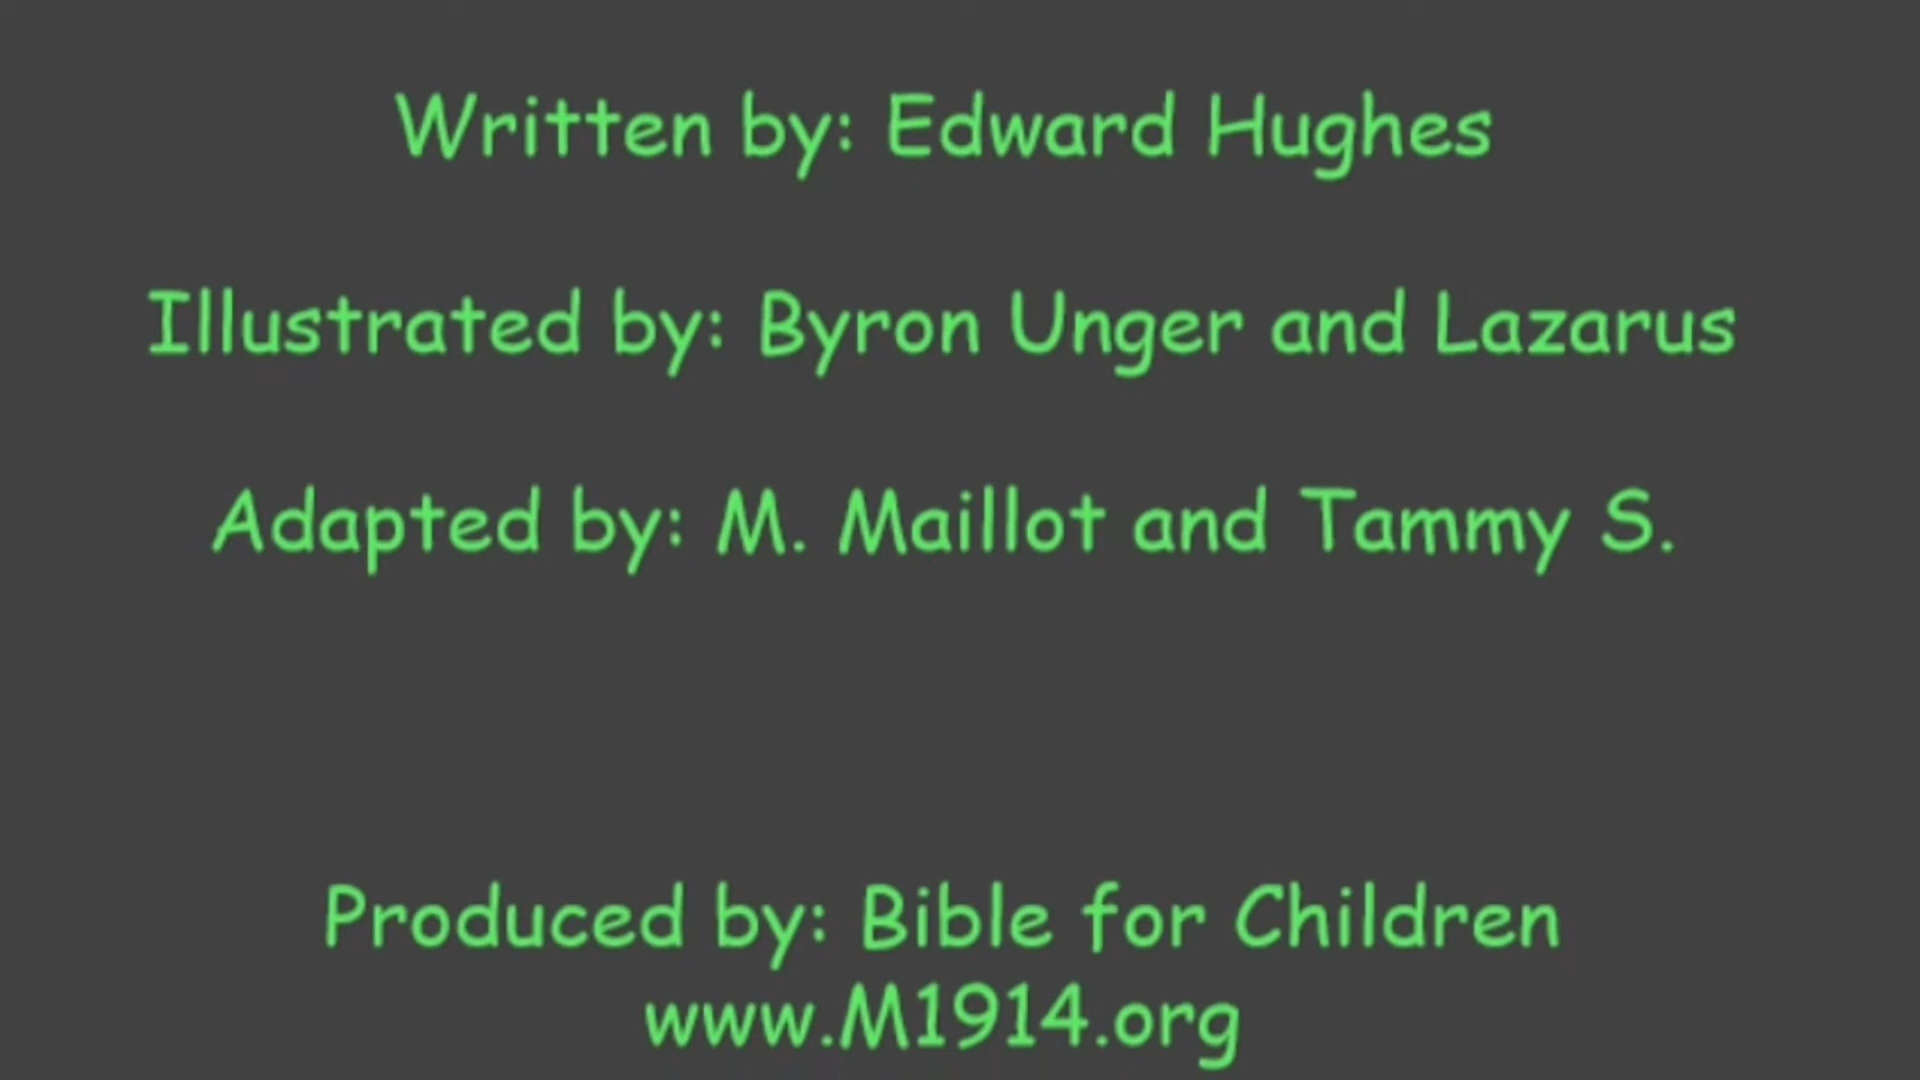 Written by: Edward Hughes
Illustrated by: Byron Unger and Lazarus
Adapted by: M. Maillot and Tammy S.
Produced by: Bible for Children
www.M1914.org